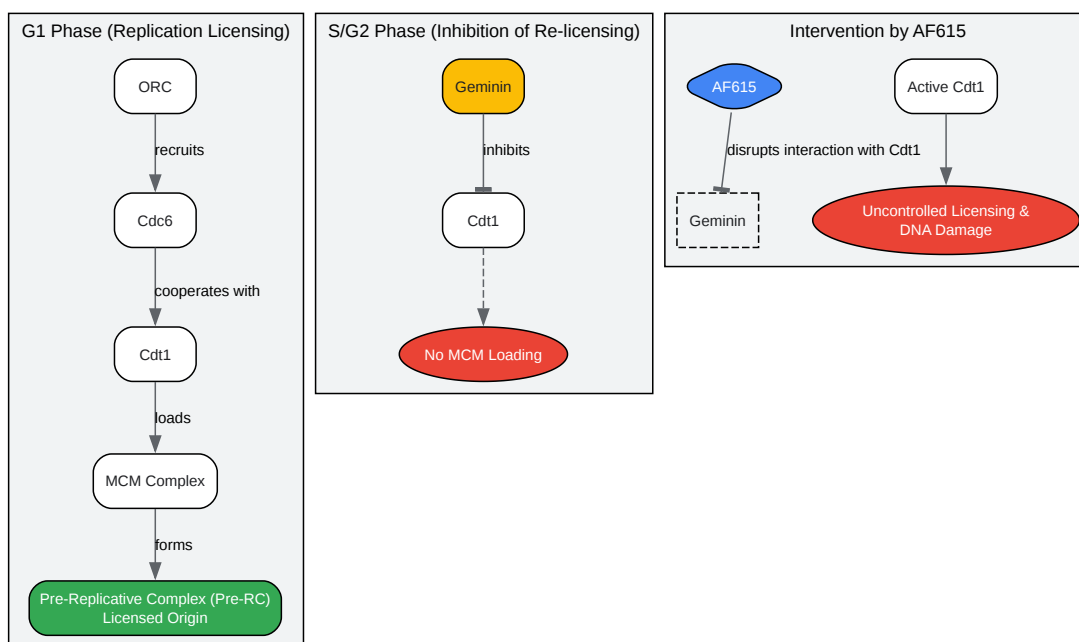 G1 Phase (Replication Licensing)
ORC
recruits
Cdc6
cooperates with
Cdt1
loads
MCM Complex
forms
Pre-Replicative Complex (Pre-RC)
Licensed Origin
S/G2 Phase (Inhibition of Re-licensing)
Geminin
inhibits
Cdt1
No MCM Loading
Intervention by AF615
AF615
Active Cdt1
disrupts interaction with Cdt1
Geminin
Uncontrolled Licensing &
DNA Damage